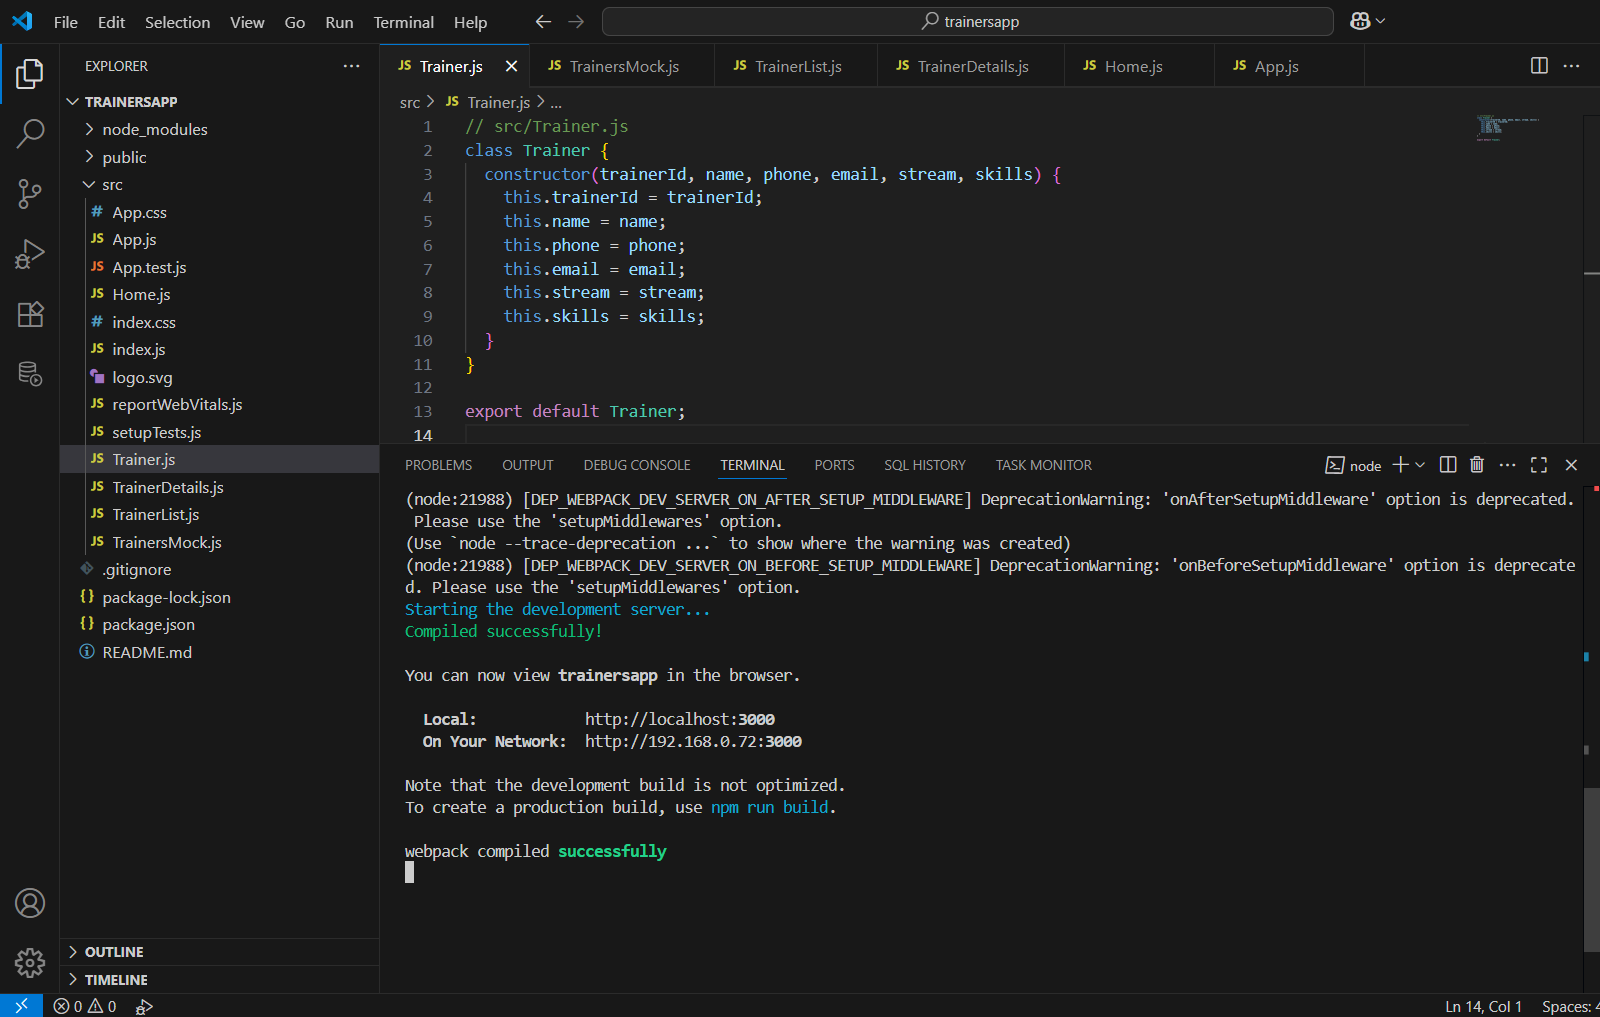 File Edit Selection View Go Run Terminal Help
trainersapp
EXPLORER
TRAINERSAPP
node_modules
public
src
# App.css
JS App.js
JS App.test.js
JS Home.js
# index.css
JS index.js
logo.svg
JS reportWebVitals.js
JS setupTests.js
JS Trainer.js
JS TrainerDetails.js
JS TrainerList.js
JS TrainersMock.js
.gitignore
{} package-lock.json
{} package.json
README.md
OUTLINE
TIMELINE
JS Trainer.js JS TrainersMock.js JS TrainerList.js JS TrainerDetails.js JS Home.js JS App.js
src > JS Trainer.js > ...
1 // src/Trainer.js
2 class Trainer {
3 constructor(trainerId, name, phone, email, stream, skills) {
4 this.trainerId = trainerId;
5 this.name = name;
6 this.phone = phone;
7 this.email = email;
8 this.stream = stream;
9 this.skills = skills;
10 }
11 }
12
13 export default Trainer;
14
PROBLEMS OUTPUT DEBUG CONSOLE TERMINAL PORTS SQL HISTORY TASK MONITOR
node
(node:21988) [DEP_WEBPACK_DEV_SERVER_ON_AFTER_SETUP_MIDDLEWARE] DeprecationWarning: 'onAfterSetupMiddleware' option is deprecated.
Please use the 'setupMiddlewares' option.
(Use `node --trace-deprecation ...` to show where the warning was created)
(node:21988) [DEP_WEBPACK_DEV_SERVER_ON_BEFORE_SETUP_MIDDLEWARE] DeprecationWarning: 'onBeforeSetupMiddleware' option is deprecate
d. Please use the 'setupMiddlewares' option.
Starting the development server...
Compiled successfully!
You can now view trainersapp in the browser.
Local: http://localhost:3000
On Your Network: http://192.168.0.72:3000
Note that the development build is not optimized.
To create a production build, use npm run build.
webpack compiled successfully
0 0
Ln 14, Col 1 Spaces: 4